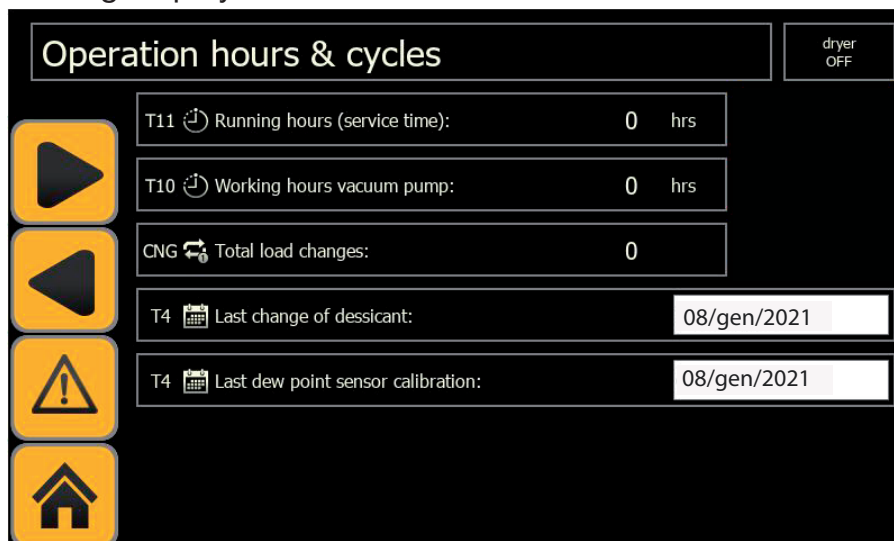 Operation hours & cycles
dryer
OFF
T11 Running hours (service time): 0 hrs
T10 Working hours vacuum pump: 0 hrs
CNG Total load changes: 0
T4 Last change of dessicant: 08/gen/2021
T4 Last dew point sensor calibration: 08/gen/2021